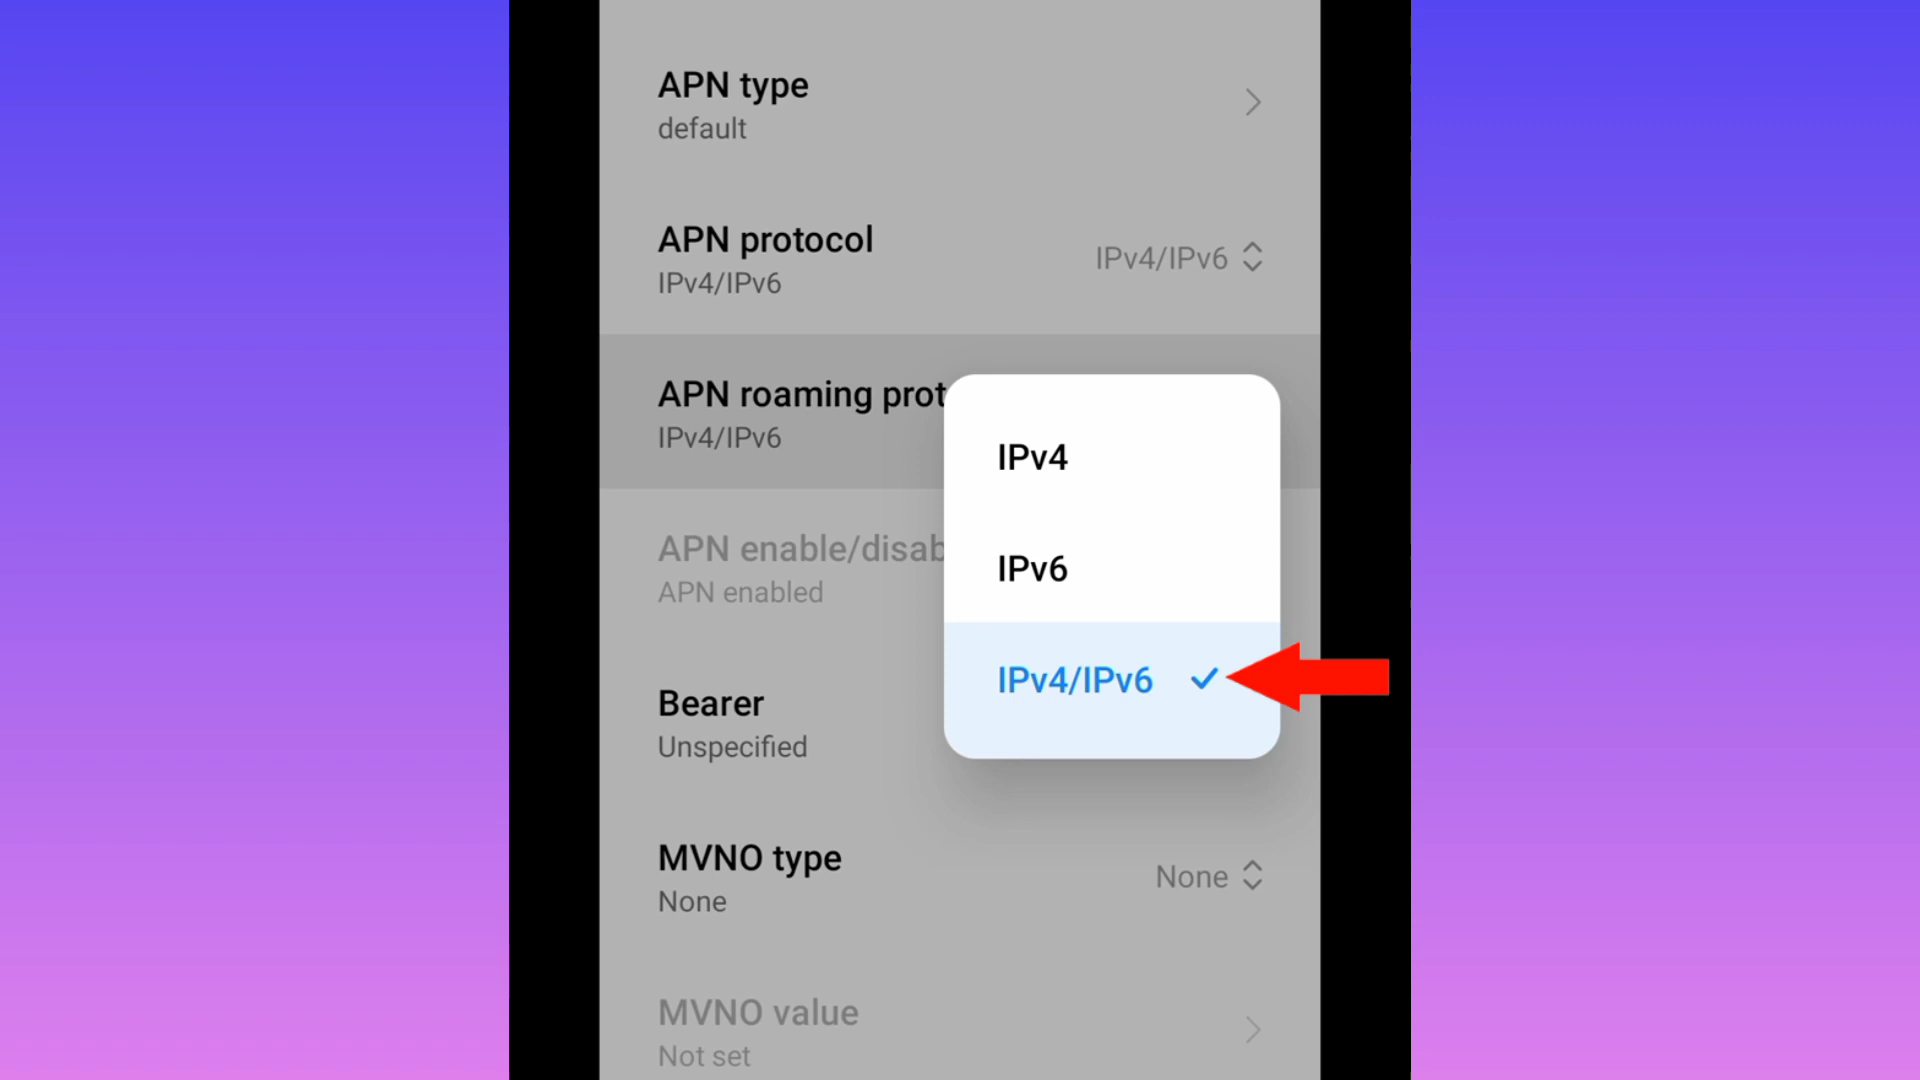 APN type
default
APN protocol
IPv4/IPv6
IPv4/IPv6
APN roaming prot
IPv4/IPv6
IPv4
IPv6
IPv4/IPv6
APN enable/disab
APN enabled
Bearer
Unspecified
MVNO type
None
None
MVNO value
Not set